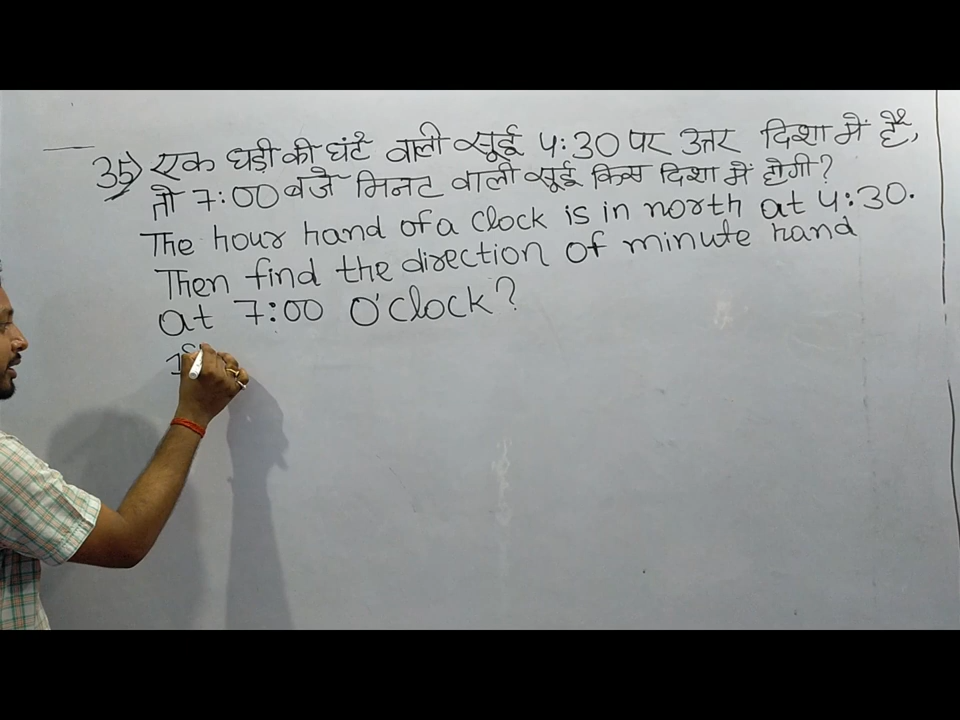 35) एक घड़ी की घंटे वाली सूई 4:30 पर उत्तर दिशा में है,
तो 7:00 बजे मिनट वाली सूई किस दिशा में होगी?
The hour hand of a clock is in north at 4:30.
Then find the direction of minute hand
at 7:00 O'clock?
1s